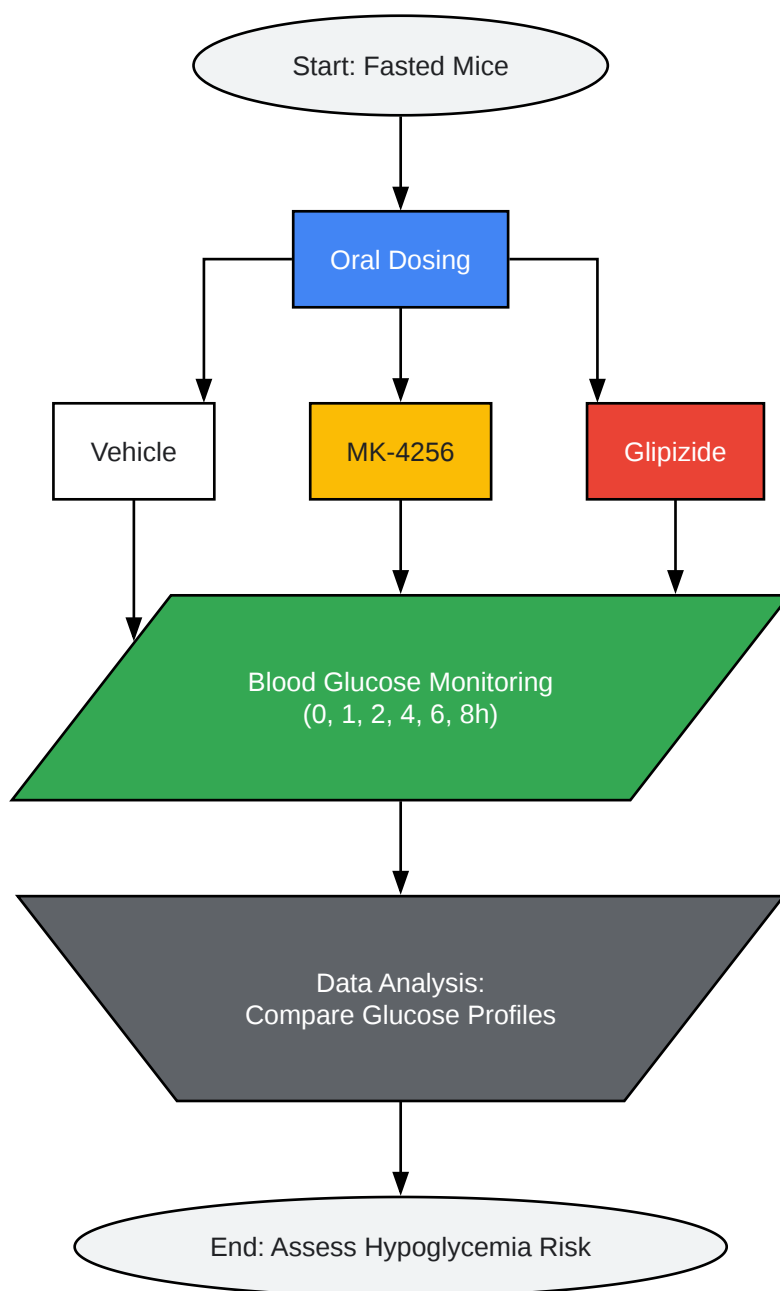 Start: Fasted Mice
Oral Dosing
Vehicle
MK-4256
Glipizide
Blood Glucose Monitoring
(0, 1, 2, 4, 6, 8h)
Data Analysis:
Compare Glucose Profiles
End: Assess Hypoglycemia Risk